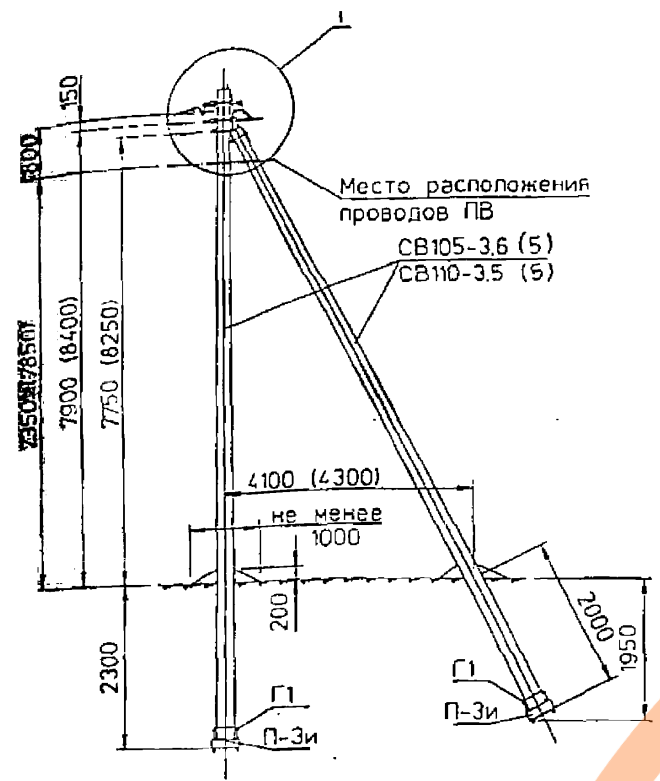 1
150
Место расположения
проводов ПВ
СВ105-3,6 (5)
СВ110-3.5 (5)
7900 (8400)
7750 (8250)
4100 (4300)
не менее
1000
200
2300
2000
1950
Г1
П-3и
Г1
П-3и